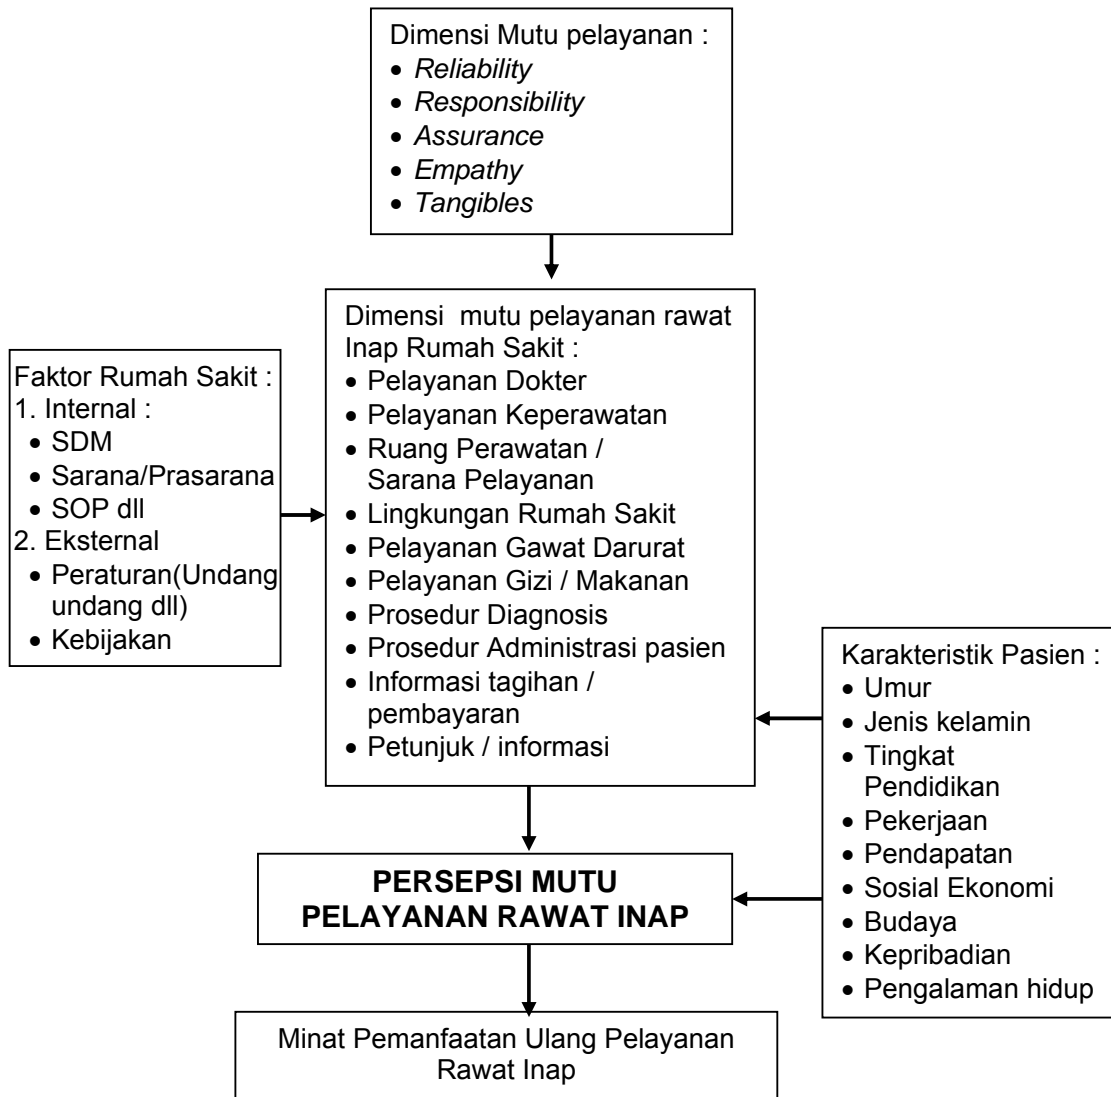 Dimensi Mutu pelayanan :
• Reliability
• Responsibility
• Assurance
• Empathy
• Tangibles
Dimensi mutu pelayanan rawat
Inap Rumah Sakit :
• Pelayanan Dokter
• Pelayanan Keperawatan
• Ruang Perawatan /
Sarana Pelayanan
• Lingkungan Rumah Sakit
• Pelayanan Gawat Darurat
• Pelayanan Gizi / Makanan
• Prosedur Diagnosis
• Prosedur Administrasi pasien
• Informasi tagihan /
pembayaran
• Petunjuk / informasi
Faktor Rumah Sakit :
1. Internal :
• SDM
• Sarana/Prasarana
• SOP dll
2. Eksternal
• Peraturan(Undang
undang dll)
• Kebijakan
Karakteristik Pasien :
• Umur
• Jenis kelamin
• Tingkat
Pendidikan
• Pekerjaan
• Pendapatan
• Sosial Ekonomi
• Budaya
• Kepribadian
• Pengalaman hidup
PERSEPSI MUTU
PELAYANAN RAWAT INAP
Minat Pemanfaatan Ulang Pelayanan
Rawat Inap